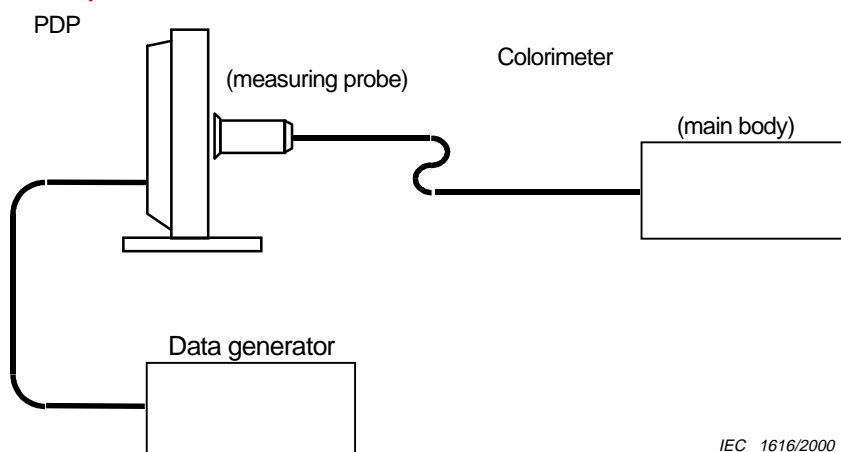 PDP
Colorimeter
(measuring probe)
(main body)
Data generator
IEC 1616/2000